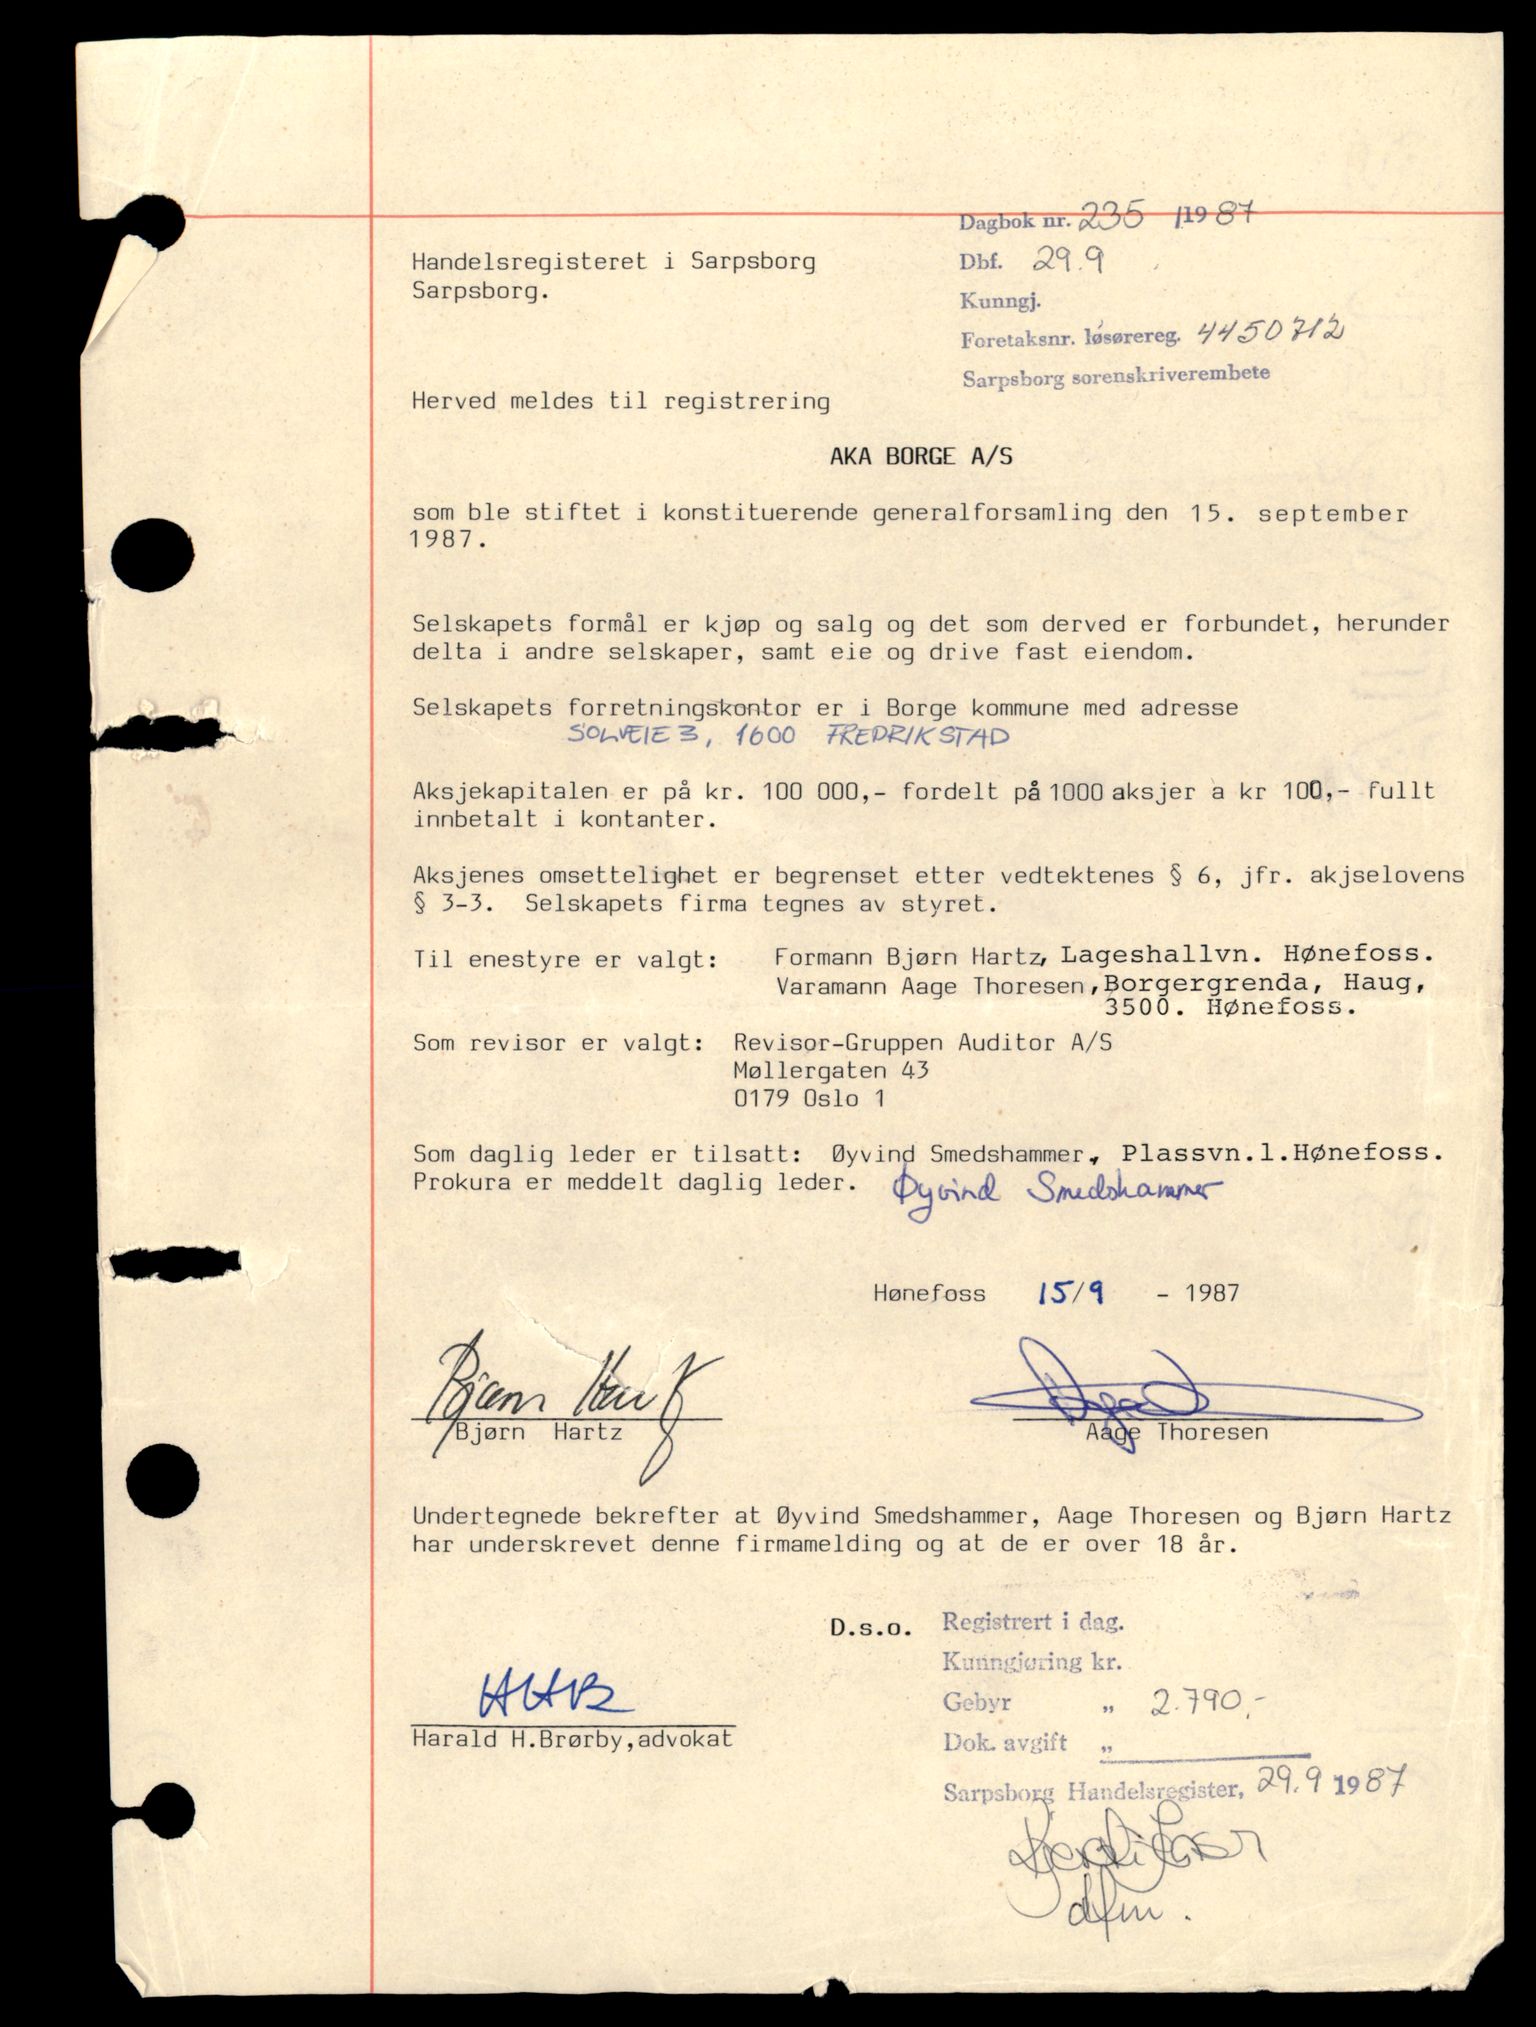 Dagbok nr. 235 /1987
Handelsregisteret i Sarpsborg
Sarpsborg.
Dbf. 29.9
Kunngj.
Foretaksnr. løsørereg. 4450712
Sarpsborg sorenskriverembete
Herved meldes til registrering
AKA BORGE A/S
som ble stiftet i konstituerende generalforsamling den 15. september
1987.
Selskapets formål er kjøp og salg og det som derved er forbundet, herunder
delta i andre selskaper, samt eie og drive fast eiendom.
Selskapets forretningskontor er i Borge kommune med adresse
SOLVEIE 3, 1600 FREDRIKSTAD
Aksjekapitalen er på kr. 100 000,- fordelt på 1000 aksjer a kr 100,- fullt
innbetalt i kontanter.
Aksjenes omsettelighet er begrenset etter vedtektenes § 6, jfr. akjselovens
§ 3-3. Selskapets firma tegnes av styret.
Til enestyre er valgt: Formann Bjørn Hartz, Lageshallvn. Hønefoss.
Varamann Aage Thoresen, Borgergrenda, Haug,
3500. Hønefoss.
Som revisor er valgt: Revisor-Gruppen Auditor A/S
Møllergaten 43
0179 Oslo 1
Som daglig leder er tilsatt: Øyvind Smedshammer, Plassvn.1.Hønefoss.
Prokura er meddelt daglig leder. Øyvind Smedshammer
Hønefoss 15/9 - 1987
Bjørn Hartz
Bjørn Hartz
Aage Thoresen
Undertegnede bekrefter at Øyvind Smedshammer, Aage Thoresen og Bjørn Hartz
har underskrevet denne firmamelding og at de er over 18 år.
D.s.o. Registrert i dag.
Kunngjøring kr.
Gebyr „ 2.790,-
Dok. avgift „
HHB
Harald H.Brørby,advokat
Sarpsborg Handelsregister, 29.9 1987
dfm.